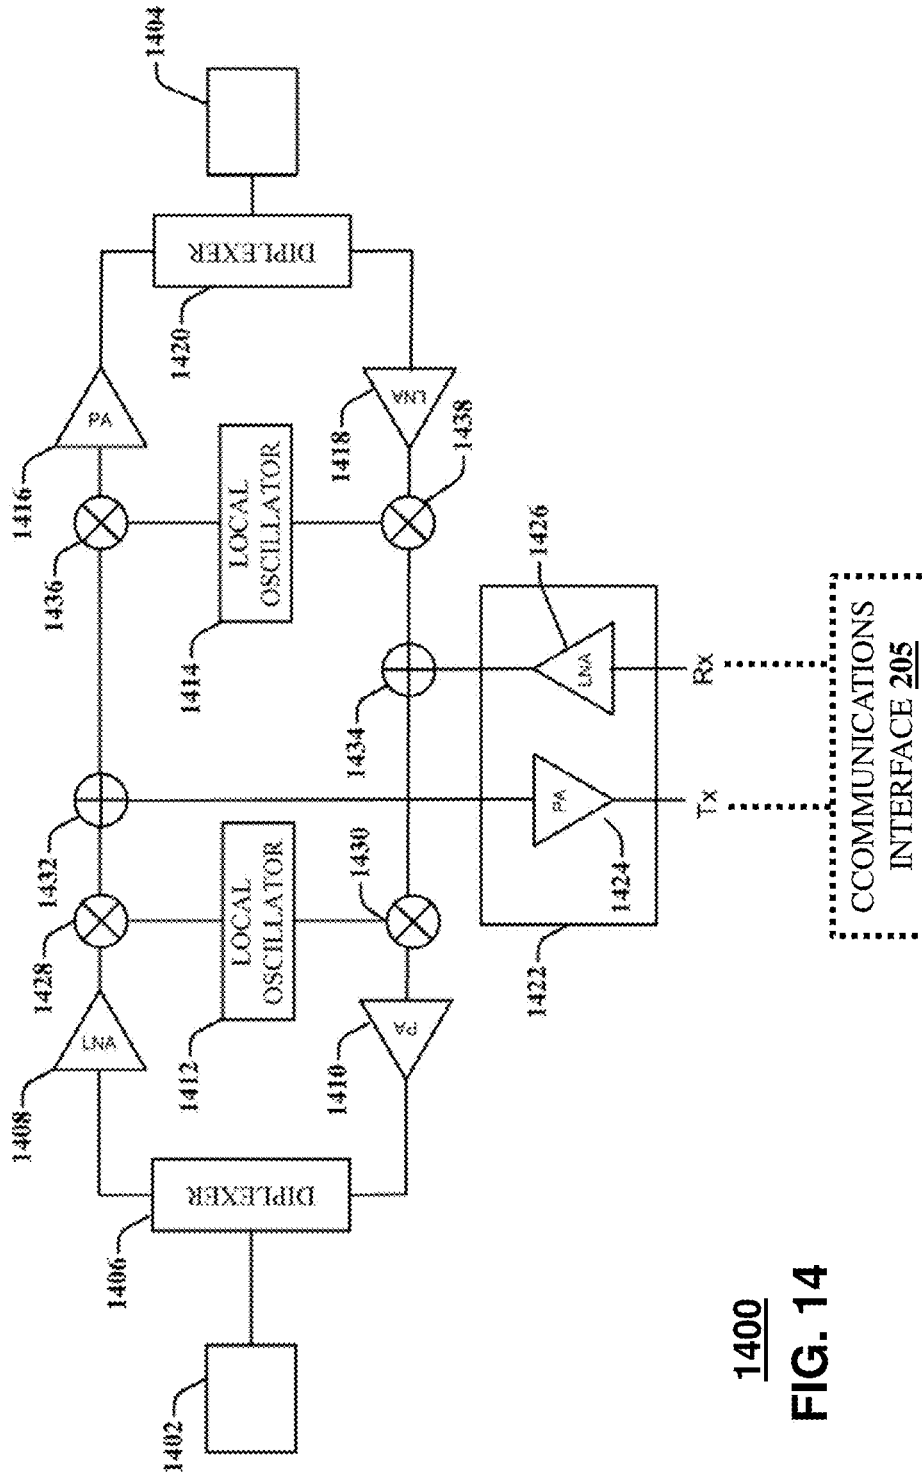 1408
1428
1432
1436
1416
LNA
PA
1404
1406
1402
1412
1414
1420
DIPLEXER
LOCAL
OSCILLATOR
LOCAL
OSCILLATOR
DIPLEXER
1410
1430
1434
1418
PA
LNA
1438
1422
1426
PA
LNA
1424
Tx
Rx
CCOMMUNICATIONS
INTERFACE 205
1400
FIG. 14